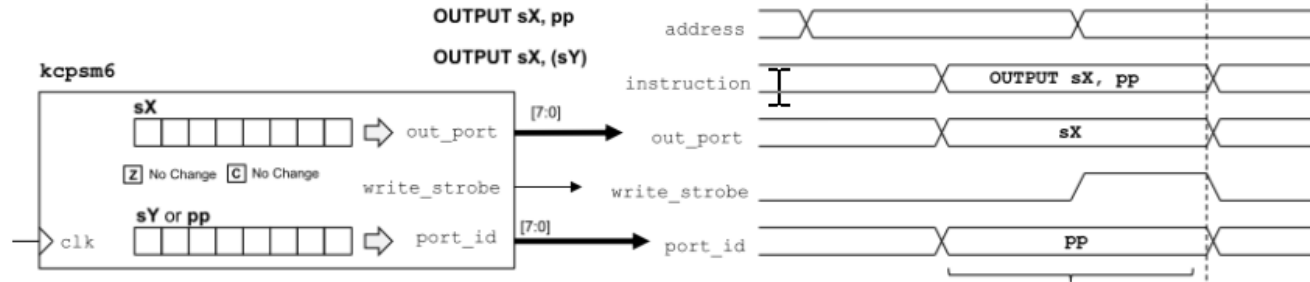 OUTPUT sX, pp
OUTPUT sX, (sY)
kcpsm6
sX
out_port
[7:0]
Z No Change C No Change
write_strobe
sY or pp
clk
port_id
[7:0]
address
instruction
OUTPUT sX, pp
out_port
sX
write_strobe
port_id
PP